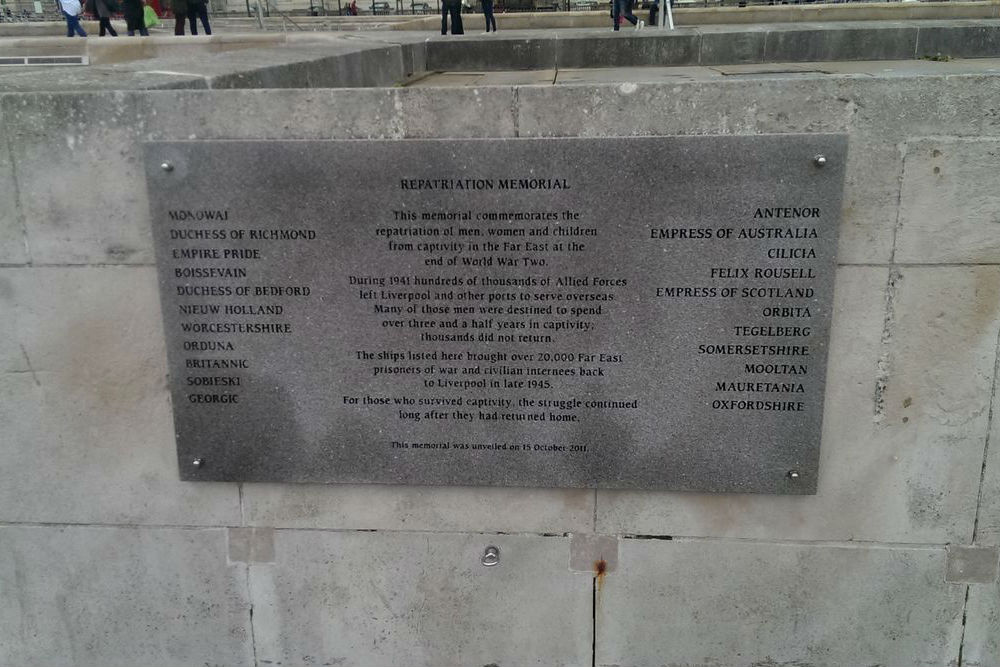 REPATRIATION MEMORIAL
MONOWAI
DUCHESS OF RICHMOND
EMPIRE PRIDE
BOISSEVAIN
DUCHESS OF BEDFORD
NIEUW HOLLAND
WORCESTERSHIRE
ORDUNA
BRITANNIC
SOBIESKI
GEORGIC
This memorial commemorates the
repatriation of men, women and children
from captivity in the Far East at the
end of World War Two.
During 1941 hundreds of thousands of Allied Forces
left Liverpool and other ports to serve overseas.
Many of those men were destined to spend
over three and a half years in captivity;
thousands did not return.
The ships listed here brought over 20,000 Far East
prisoners of war and civilian internees back
to Liverpool in late 1945.
For those who survived captivity, the struggle continued
long after they had returned home.
This memorial was unveiled on 15 October 2011.
ANTENOR
EMPRESS OF AUSTRALIA
CILICIA
FELIX ROUSELL
EMPRESS OF SCOTLAND
ORBITA
TEGELBERG
SOMERSETSHIRE
MOOLTAN
MAURETANIA
OXFORDSHIRE